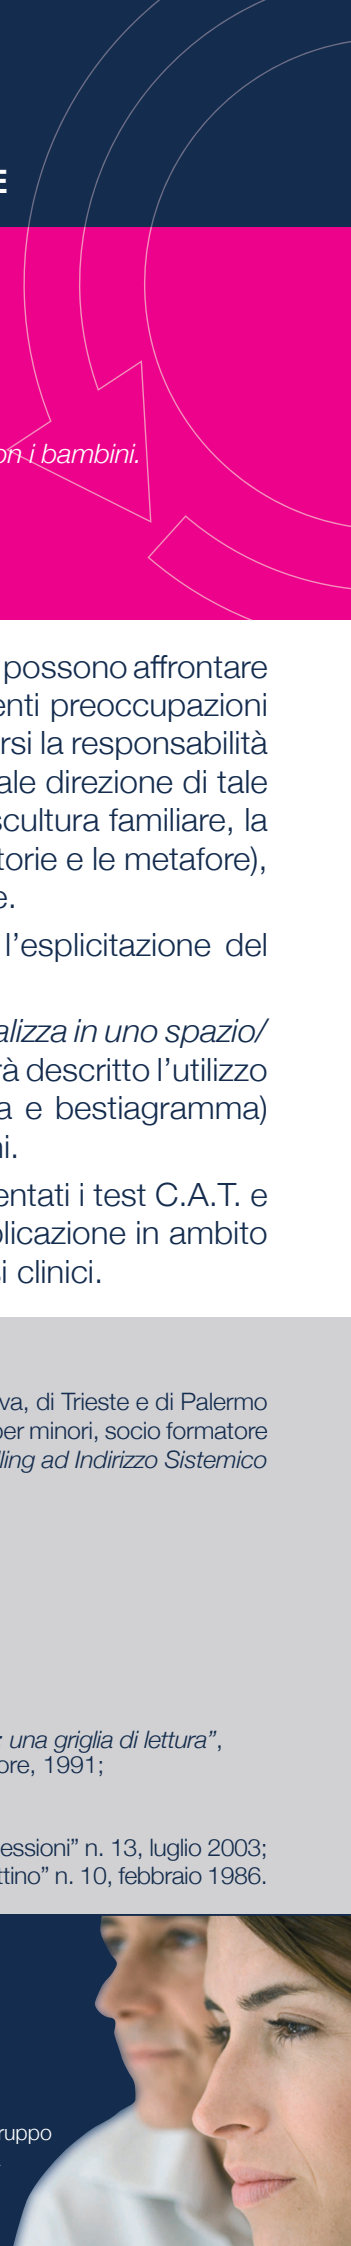 E
on i bambini.
possono affrontare
enti preoccupazioni
rsi la responsabilità
ale direzione di tale
scultura familiare, la
torie e le metafore),
e.
l’esplicitazione del
alizza in uno spazio/
rà descritto l’utilizzo
a e bestiagramma)
ni.
entati i test C.A.T. e
plicazione in ambito
i clinici.
va, di Trieste e di Palermo
per minori, socio formatore
lling ad Indirizzo Sistemico
: una griglia di lettura”,
ore, 1991;
essioni” n. 13, luglio 2003;
ttino” n. 10, febbraio 1986.
ruppo
.